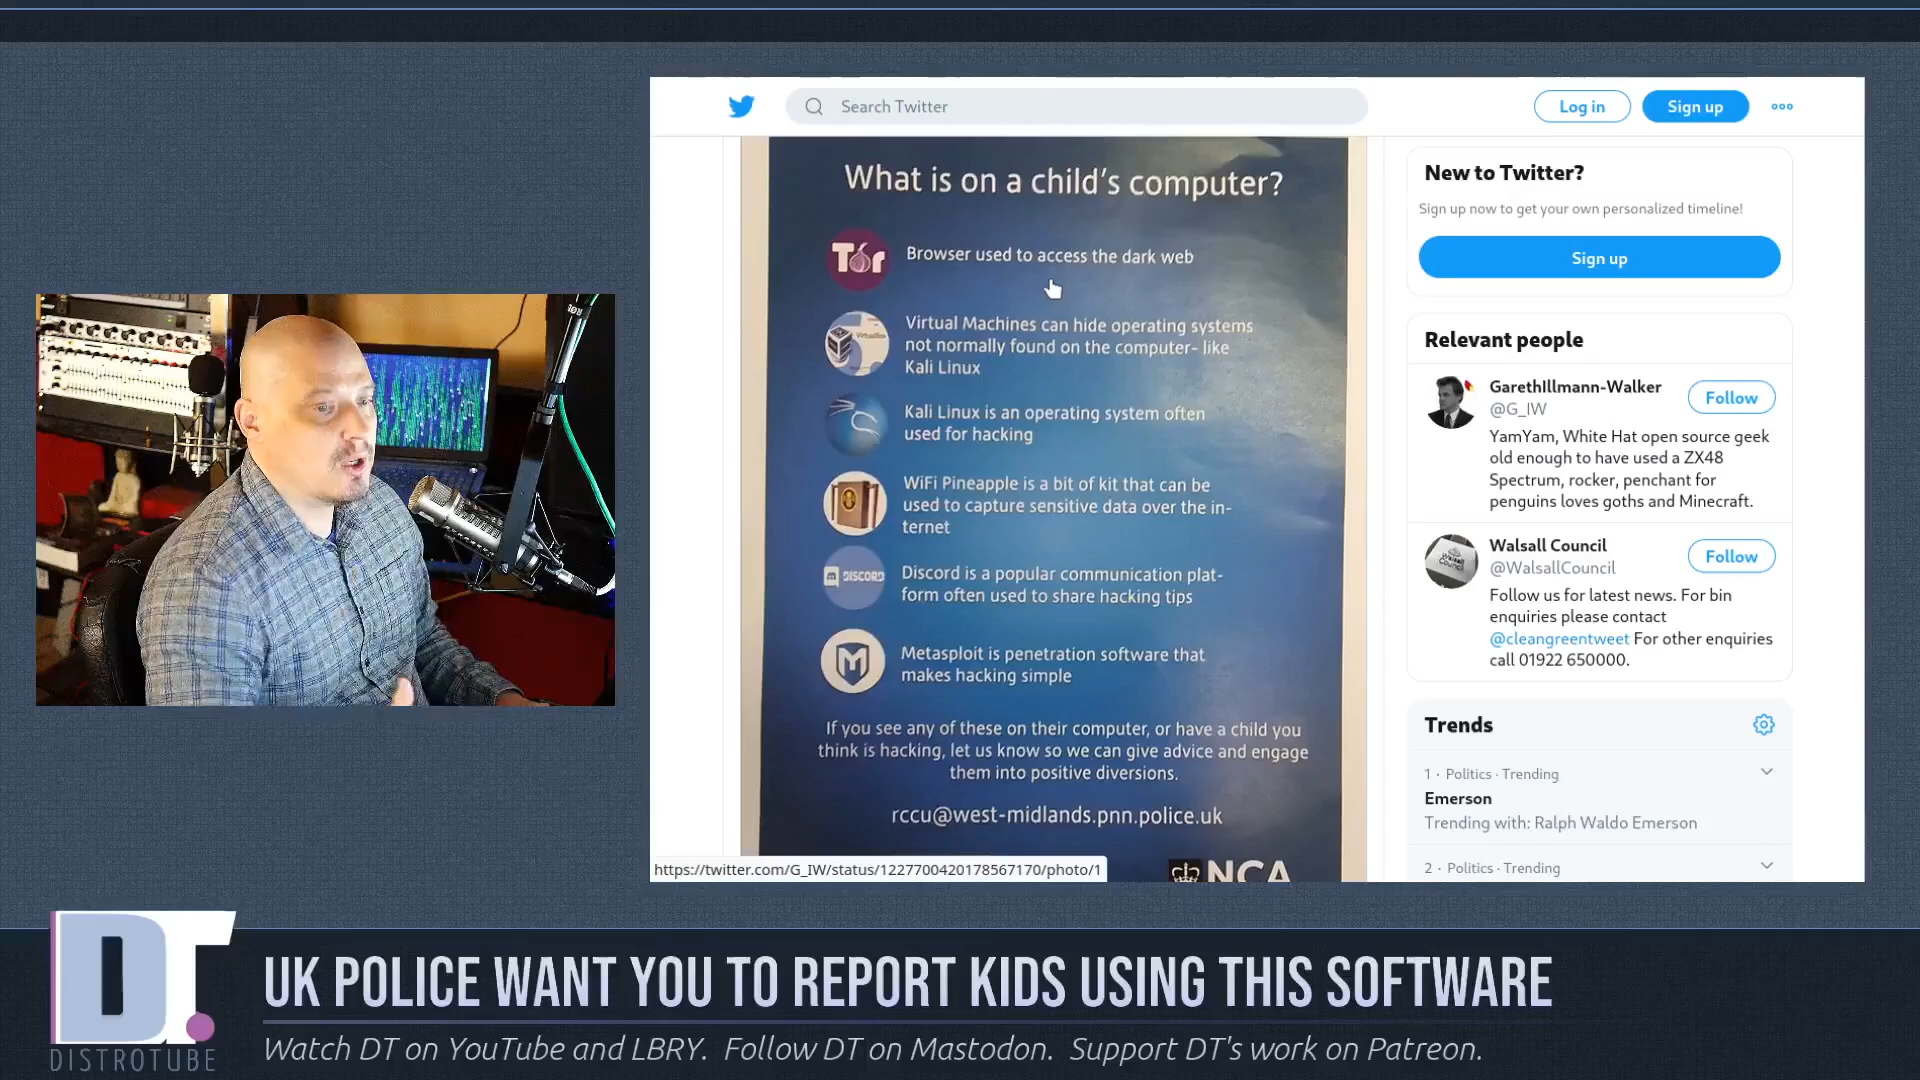 Search Twitter
Log in
Sign up
What is on a child's computer?
Tor
Browser used to access the dark web
Virtual Machines can hide operating systems
not normally found on the computer- like
Kali Linux
Kali Linux is an operating system often
used for hacking
WiFi Pineapple is a bit of kit that can be
used to capture sensitive data over the in-
ternet
DISCORD
Discord is a popular communication plat-
form often used to share hacking tips
Metasploit is penetration software that
makes hacking simple
If you see any of these on their computer, or have a child you
think is hacking, let us know so we can give advice and engage
them into positive diversions.
rccu@west-midlands.pnn.police.uk
NCA
https://twitter.com/G_IW/status/1227700420178567170/photo/1
New to Twitter?
Sign up now to get your own personalized timeline!
Sign up
Relevant people
GarethIllmann-Walker
@G_IW
Follow
YamYam, White Hat open source geek
old enough to have used a ZX48
Spectrum, rocker, penchant for
penguins loves goths and Minecraft.
Walsall Council
@WalsallCouncil
Follow
Follow us for latest news. For bin
enquiries please contact
@cleangreentweet For other enquiries
call 01922 650000.
Trends
1 · Politics · Trending
Emerson
Trending with: Ralph Waldo Emerson
2 · Politics · Trending
DT
DISTROTUBE
UK POLICE WANT YOU TO REPORT KIDS USING THIS SOFTWARE
Watch DT on YouTube and LBRY. Follow DT on Mastodon. Support DT's work on Patreon.